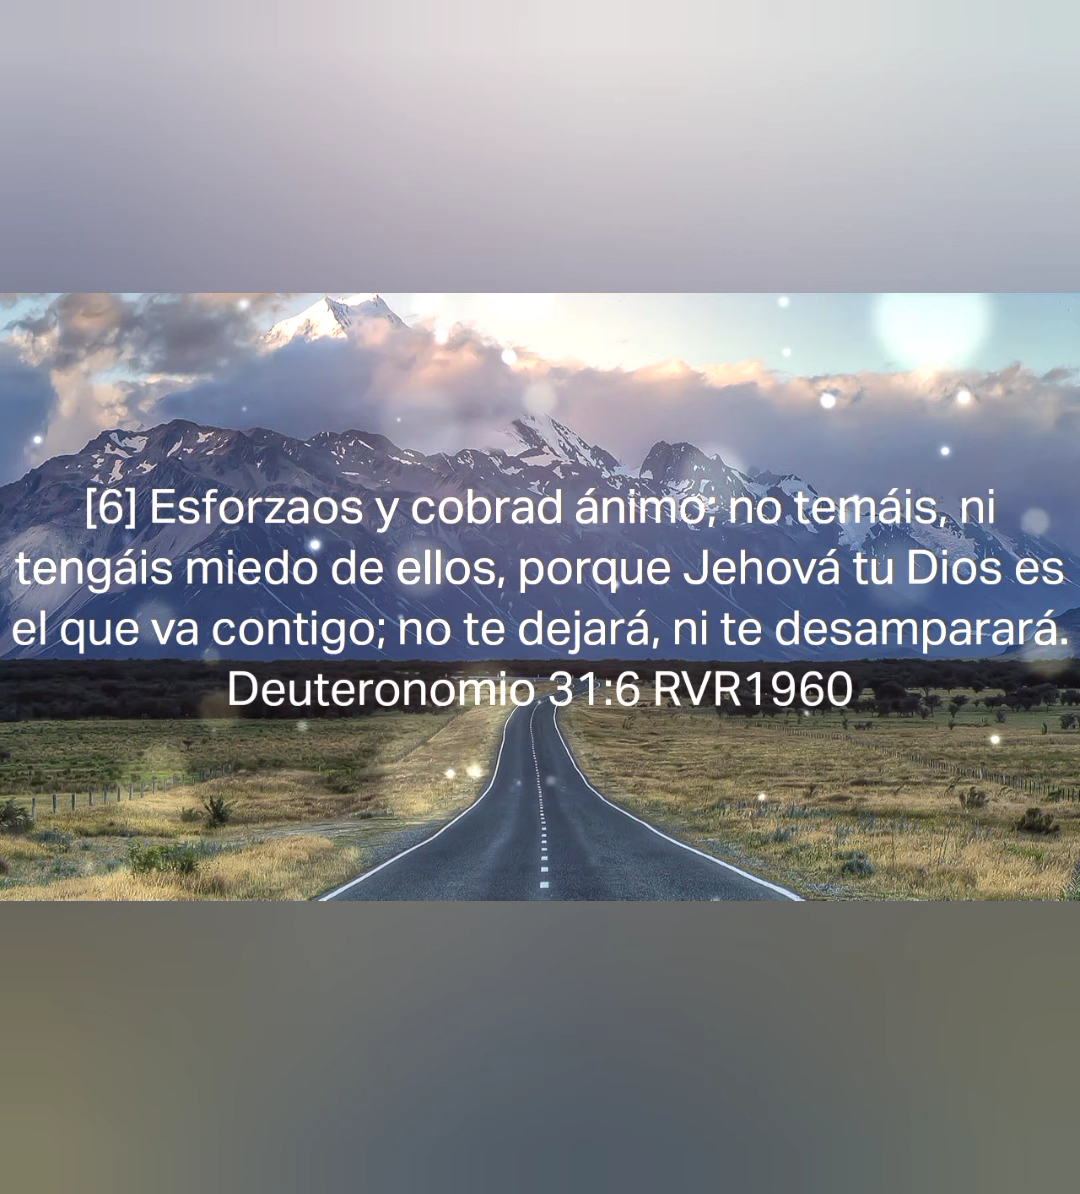 [6] Esforzaos y cobrad ánimo; no temáis, ni
tengáis miedo de ellos, porque Jehová tu Dios es
el que va contigo; no te dejará, ni te desamparará.
Deuteronomio 31:6 RVR1960